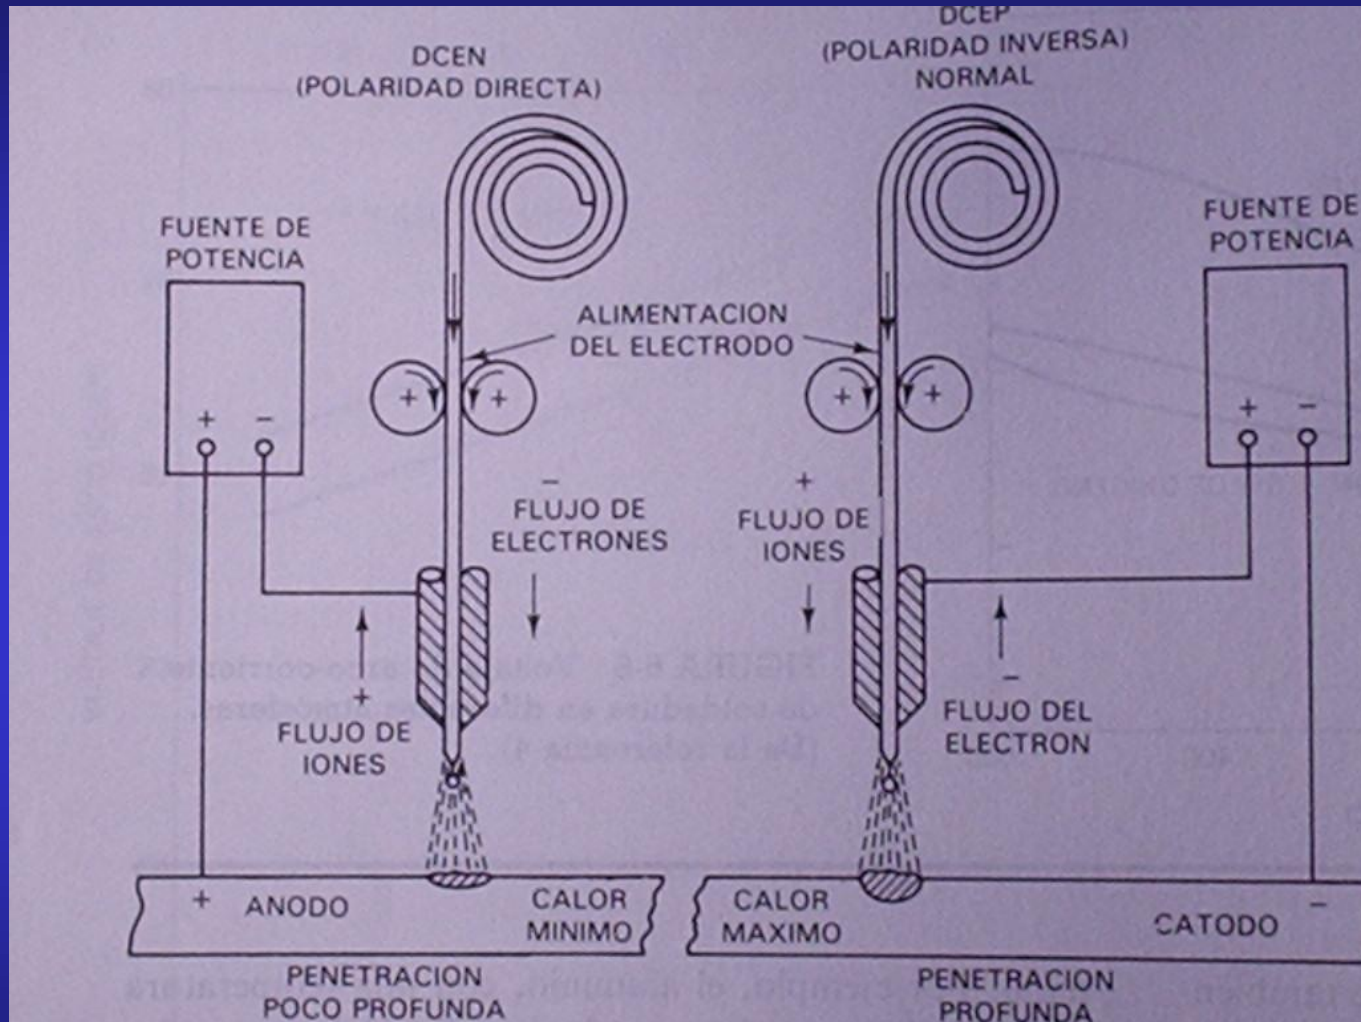 DCEN
(POLARIDAD DIRECTA)
DCEP
(POLARIDAD INVERSA)
NORMAL
FUENTE DE
POTENCIA
FUENTE DE
POTENCIA
ALIMENTACION
DEL ELECTRODO
+ −
+ +
+ +
+ −
−
FLUJO DE
ELECTRONES
+
FLUJO DE
IONES
+
FLUJO DE
IONES
−
FLUJO DEL
ELECTRON
+ ANODO
CALOR
MINIMO
CALOR
MAXIMO
CATODO −
PENETRACION
POCO PROFUNDA
PENETRACION
PROFUNDA